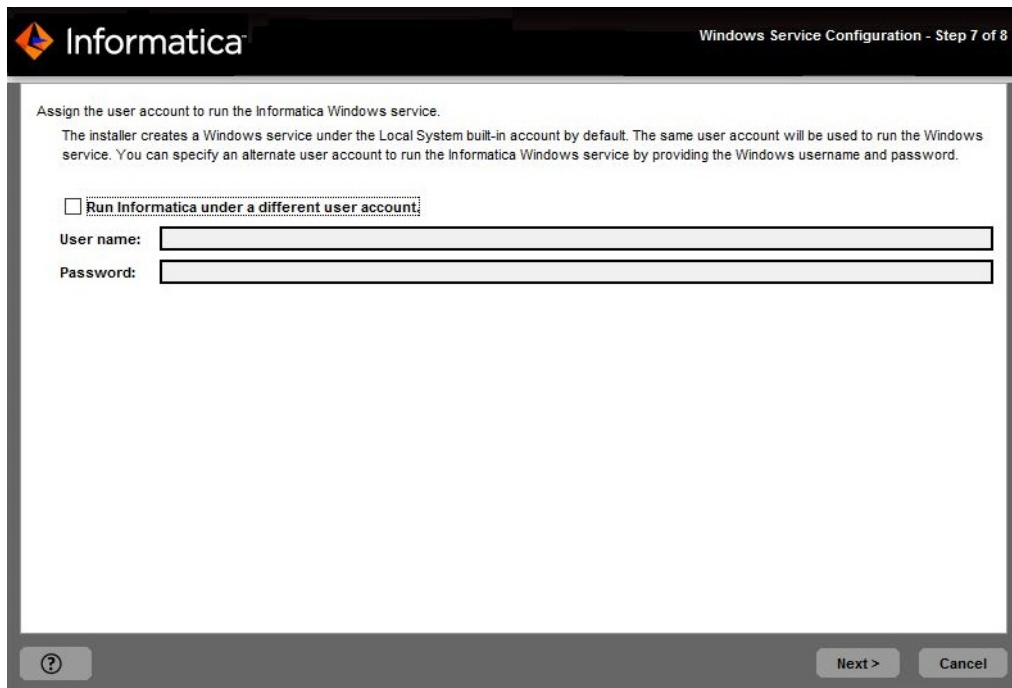 Informatica
Windows Service Configuration - Step 7 of 8
Assign the user account to run the Informatica Windows service.
The installer creates a Windows service under the Local System built-in account by default. The same user account will be used to run the Windows
service. You can specify an alternate user account to run the Informatica Windows service by providing the Windows username and password.
Run Informatica under a different user account.
User name:
Password:
?
Next >
Cancel